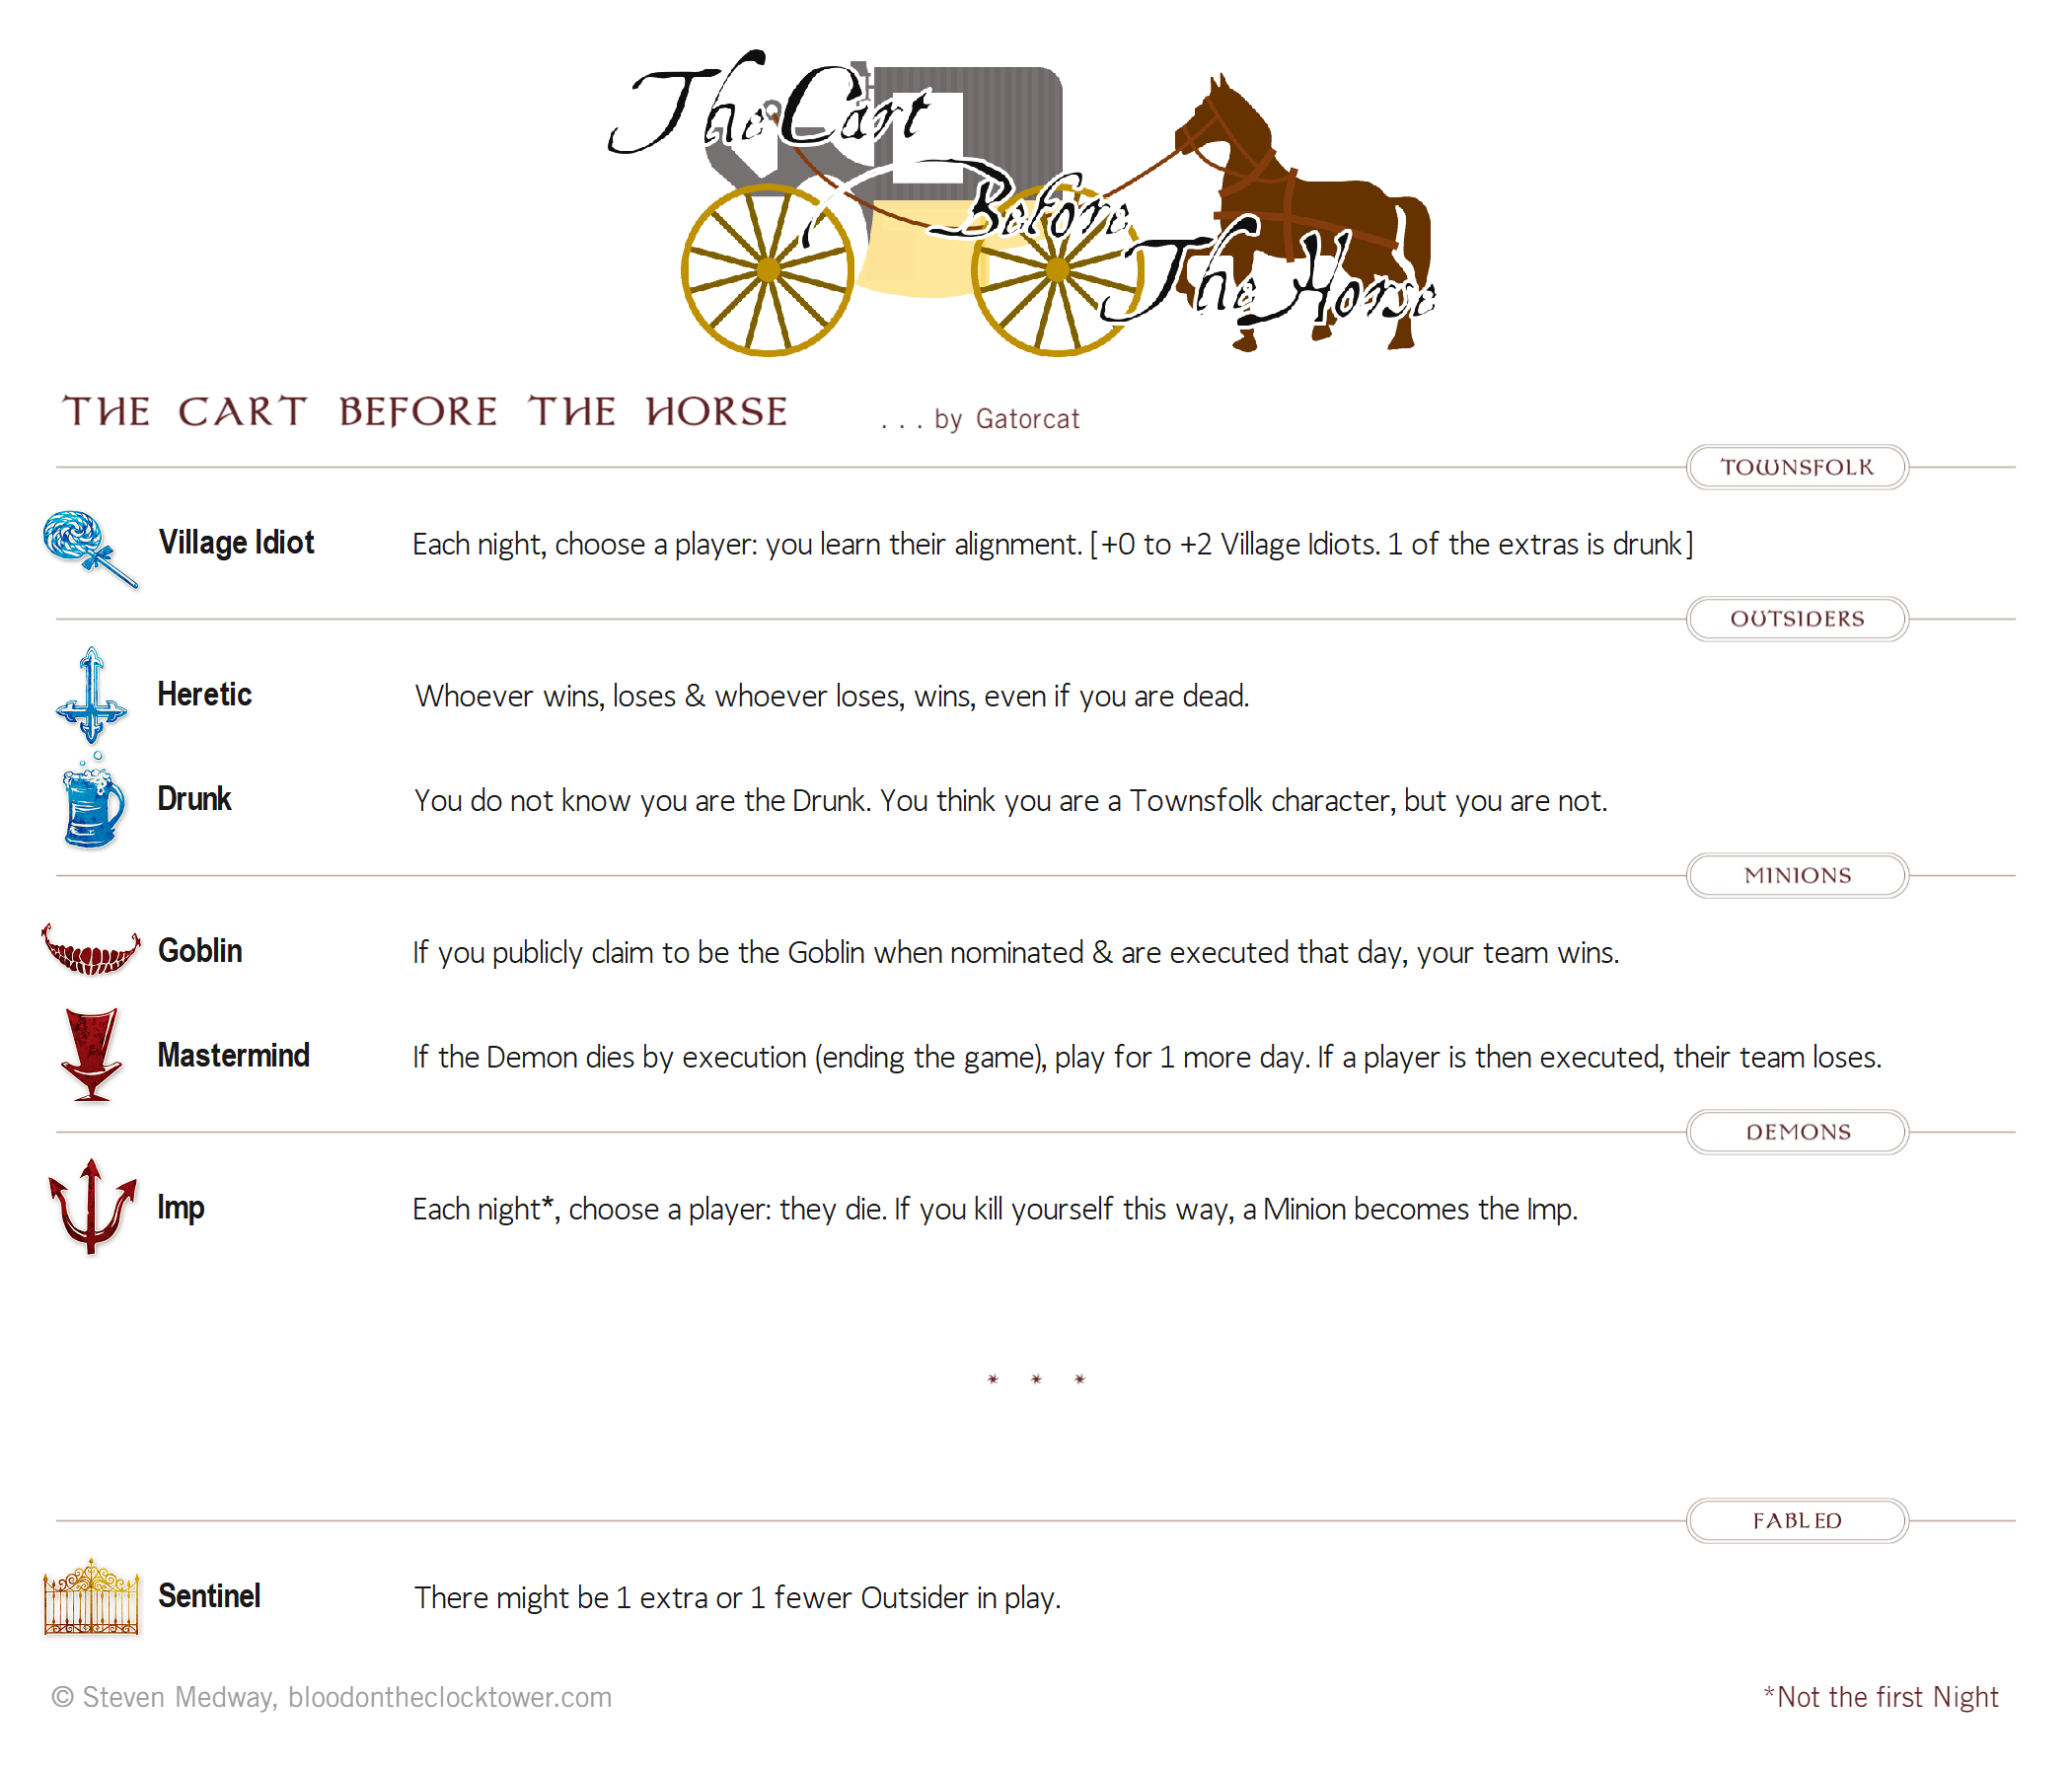 The Cart
Before
The Horse
THE CART BEFORE THE HORSE . . . by Gatorcat
TOWNSFOLK
Village Idiot Each night, choose a player: you learn their alignment. [+0 to +2 Village Idiots. 1 of the extras is drunk]
OUTSIDERS
Heretic Whoever wins, loses & whoever loses, wins, even if you are dead.
Drunk You do not know you are the Drunk. You think you are a Townsfolk character, but you are not.
MINIONS
Goblin If you publicly claim to be the Goblin when nominated & are executed that day, your team wins.
Mastermind If the Demon dies by execution (ending the game), play for 1 more day. If a player is then executed, their team loses.
DEMONS
Imp Each night*, choose a player: they die. If you kill yourself this way, a Minion becomes the Imp.
* * *
FABLED
Sentinel There might be 1 extra or 1 fewer Outsider in play.
© Steven Medway, bloodontheclocktower.com *Not the first Night